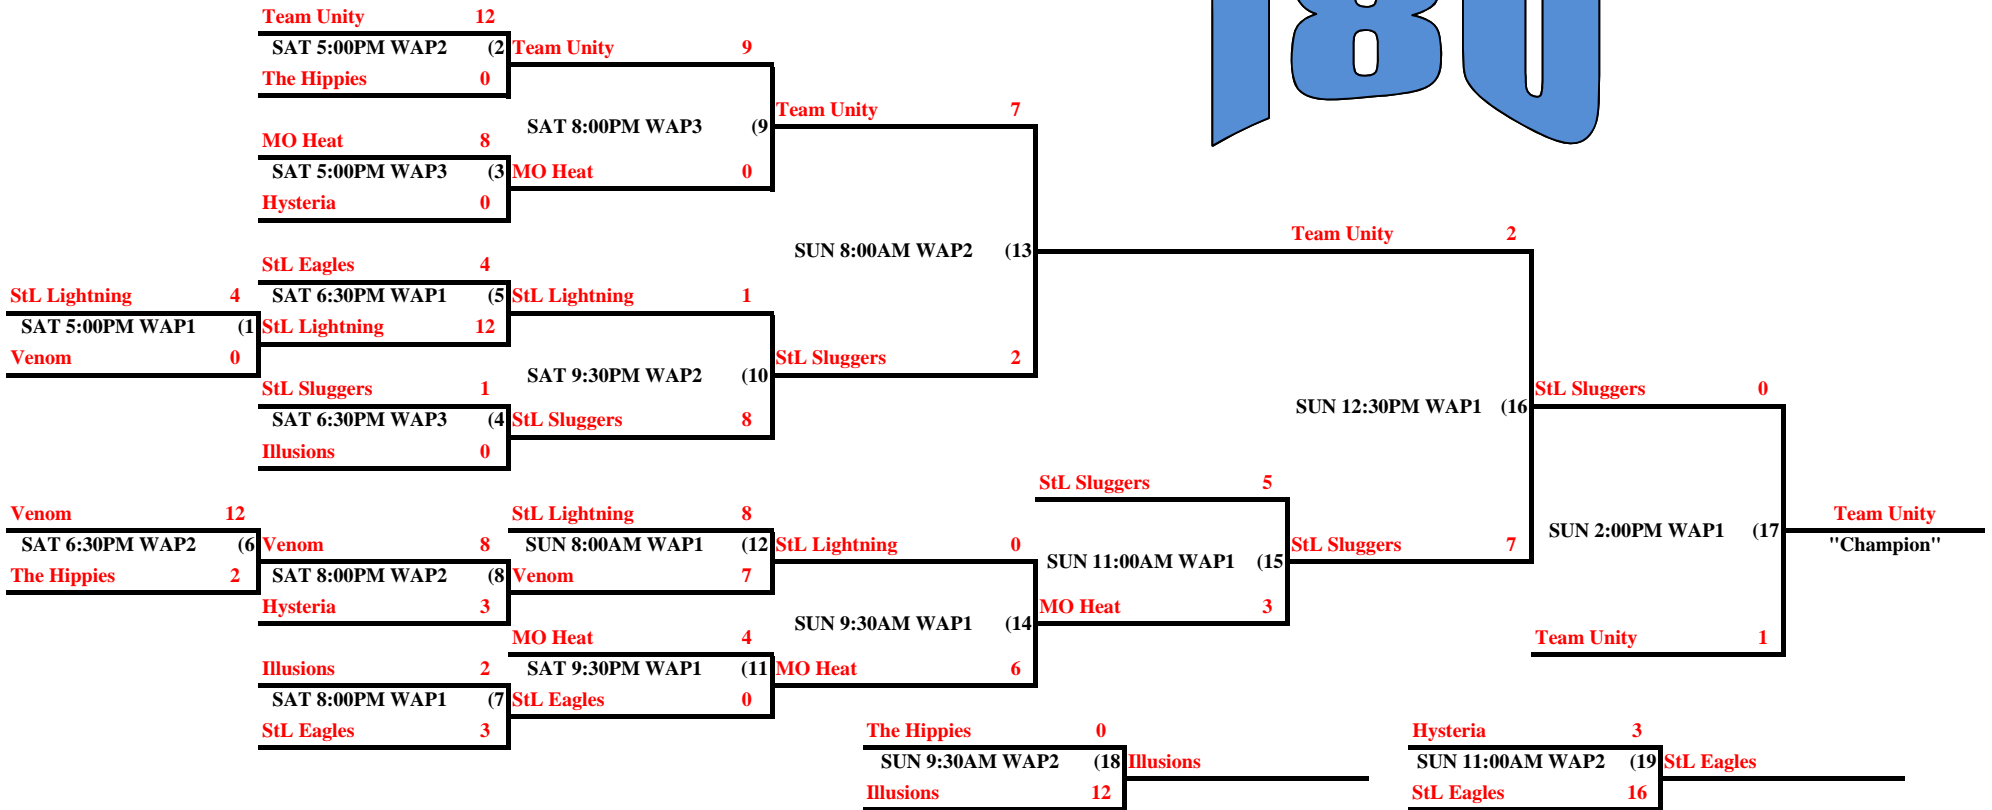 180
Team Unity 12
SAT 5:00PM WAP2 (2 Team Unity 9
The Hippies 0
Team Unity 7
SAT 8:00PM WAP3 (9
MO Heat 8
SAT 5:00PM WAP3 (3 MO Heat 0
Hysteria 0
Team Unity 2
SUN 8:00AM WAP2 (13
StL Eagles 4
StL Lightning 4 SAT 6:30PM WAP1 (5 StL Lightning 1
SAT 5:00PM WAP1 (1 StL Lightning 12
Venom 0 StL Sluggers 2
SAT 9:30PM WAP2 (10
StL Sluggers 1 StL Sluggers 0
SUN 12:30PM WAP1 (16
SAT 6:30PM WAP3 (4 StL Sluggers 8
Illusions 0
StL Sluggers 5
Venom 12 StL Lightning 8 Team Unity
SUN 2:00PM WAP1 (17
SAT 6:30PM WAP2 (6 Venom 8 SUN 8:00AM WAP1 (12 StL Lightning 0 StL Sluggers 7 "Champion"
SUN 11:00AM WAP1 (15
The Hippies 2 SAT 8:00PM WAP2 (8 Venom 7
Hysteria 3 MO Heat 3
SUN 9:30AM WAP1 (14
MO Heat 4 Team Unity 1
Illusions 2 SAT 9:30PM WAP1 (11 MO Heat 6
SAT 8:00PM WAP1 (7 StL Eagles 0
StL Eagles 3 The Hippies 0 Hysteria 3
SUN 9:30AM WAP2 (18 Illusions SUN 11:00AM WAP2 (19 StL Eagles
Illusions 12 StL Eagles 16